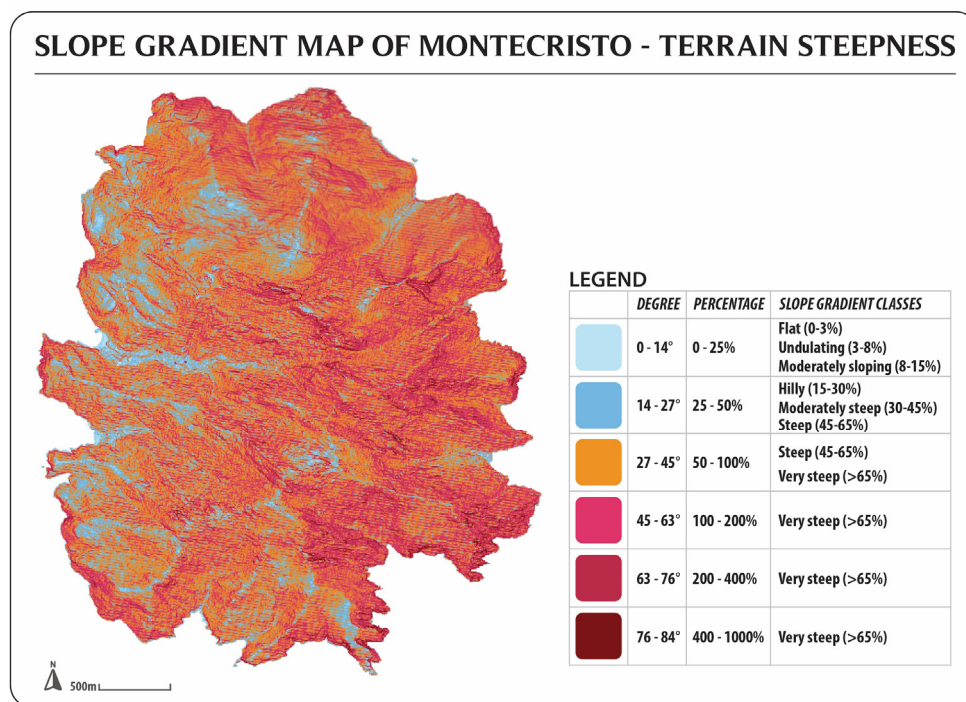 SLOPE GRADIENT MAP OF MONTECRISTO - TERRAIN STEEPNESS
LEGEND
DEGREE PERCENTAGE SLOPE GRADIENT CLASSES
0 - 14° 0 - 25% Flat (0-3%)
Undulating (3-8%)
Moderately sloping (8-15%)
14 - 27° 25 - 50% Hilly (15-30%)
Moderately steep (30-45%)
Steep (45-65%)
27 - 45° 50 - 100% Steep (45-65%)
Very steep (>65%)
45 - 63° 100 - 200% Very steep (>65%)
63 - 76° 200 - 400% Very steep (>65%)
76 - 84° 400 - 1000% Very steep (>65%)
N
500m